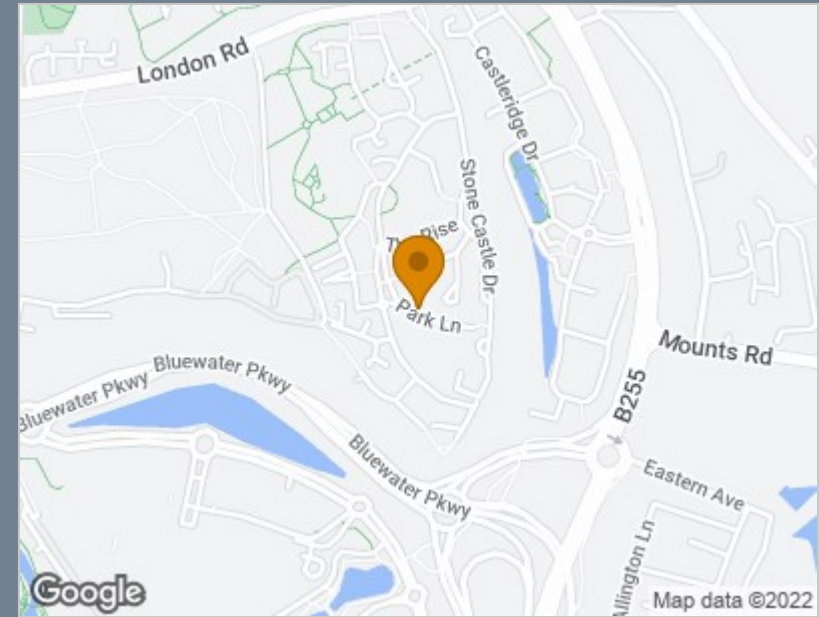 London Rd
Castleridge Dr
Stone Castle Dr
Rise
Park Ln
Mounts Rd
Bluewater Pkwy
Bluewater Pkwy
B255
Bluewater Pkwy
Eastern Ave
Allington Ln
Google
Map data ©2022